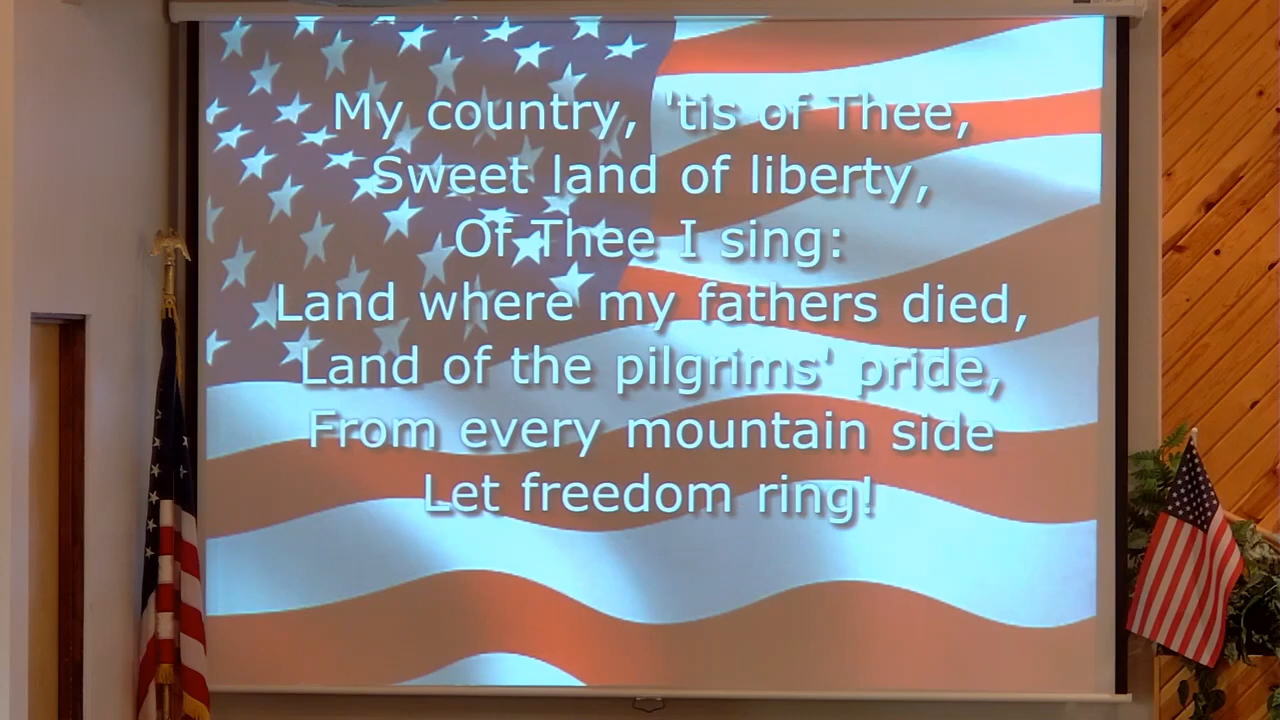 My country, 'tis of Thee,
Sweet land of liberty,
Of Thee I sing:
Land where my fathers died,
Land of the pilgrims' pride,
From every mountain side
Let freedom ring!